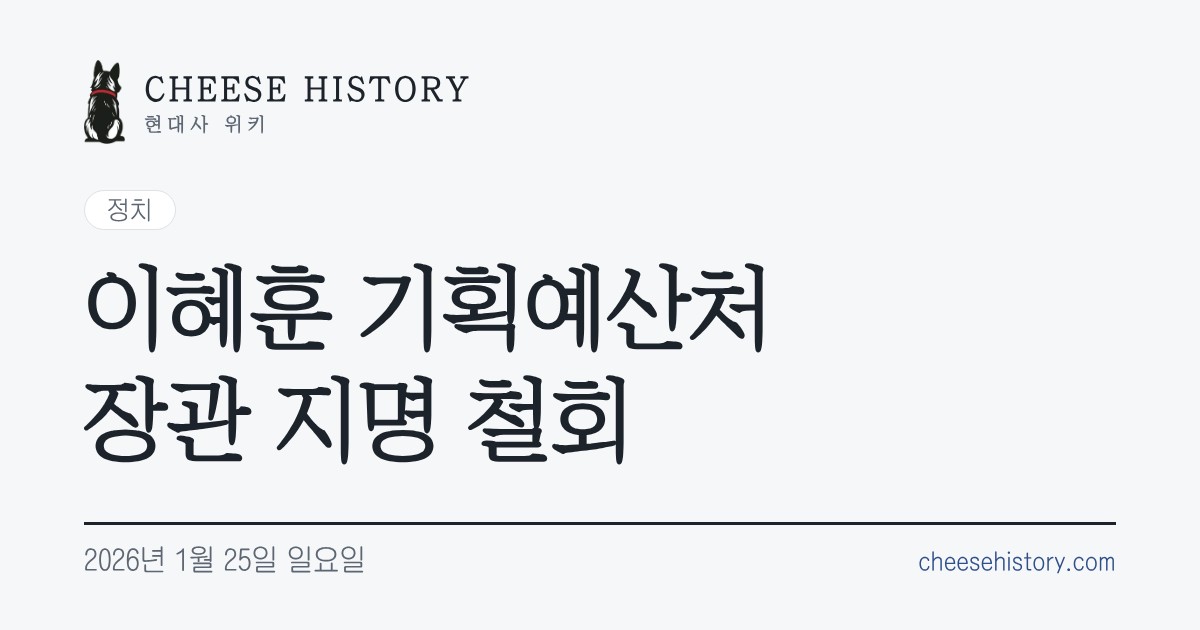 CHEESE HISTORY
현대사 위키
정치
이혜훈 기획예산처
장관 지명 철회
2026년 1월 25일 일요일
cheesehistory.com